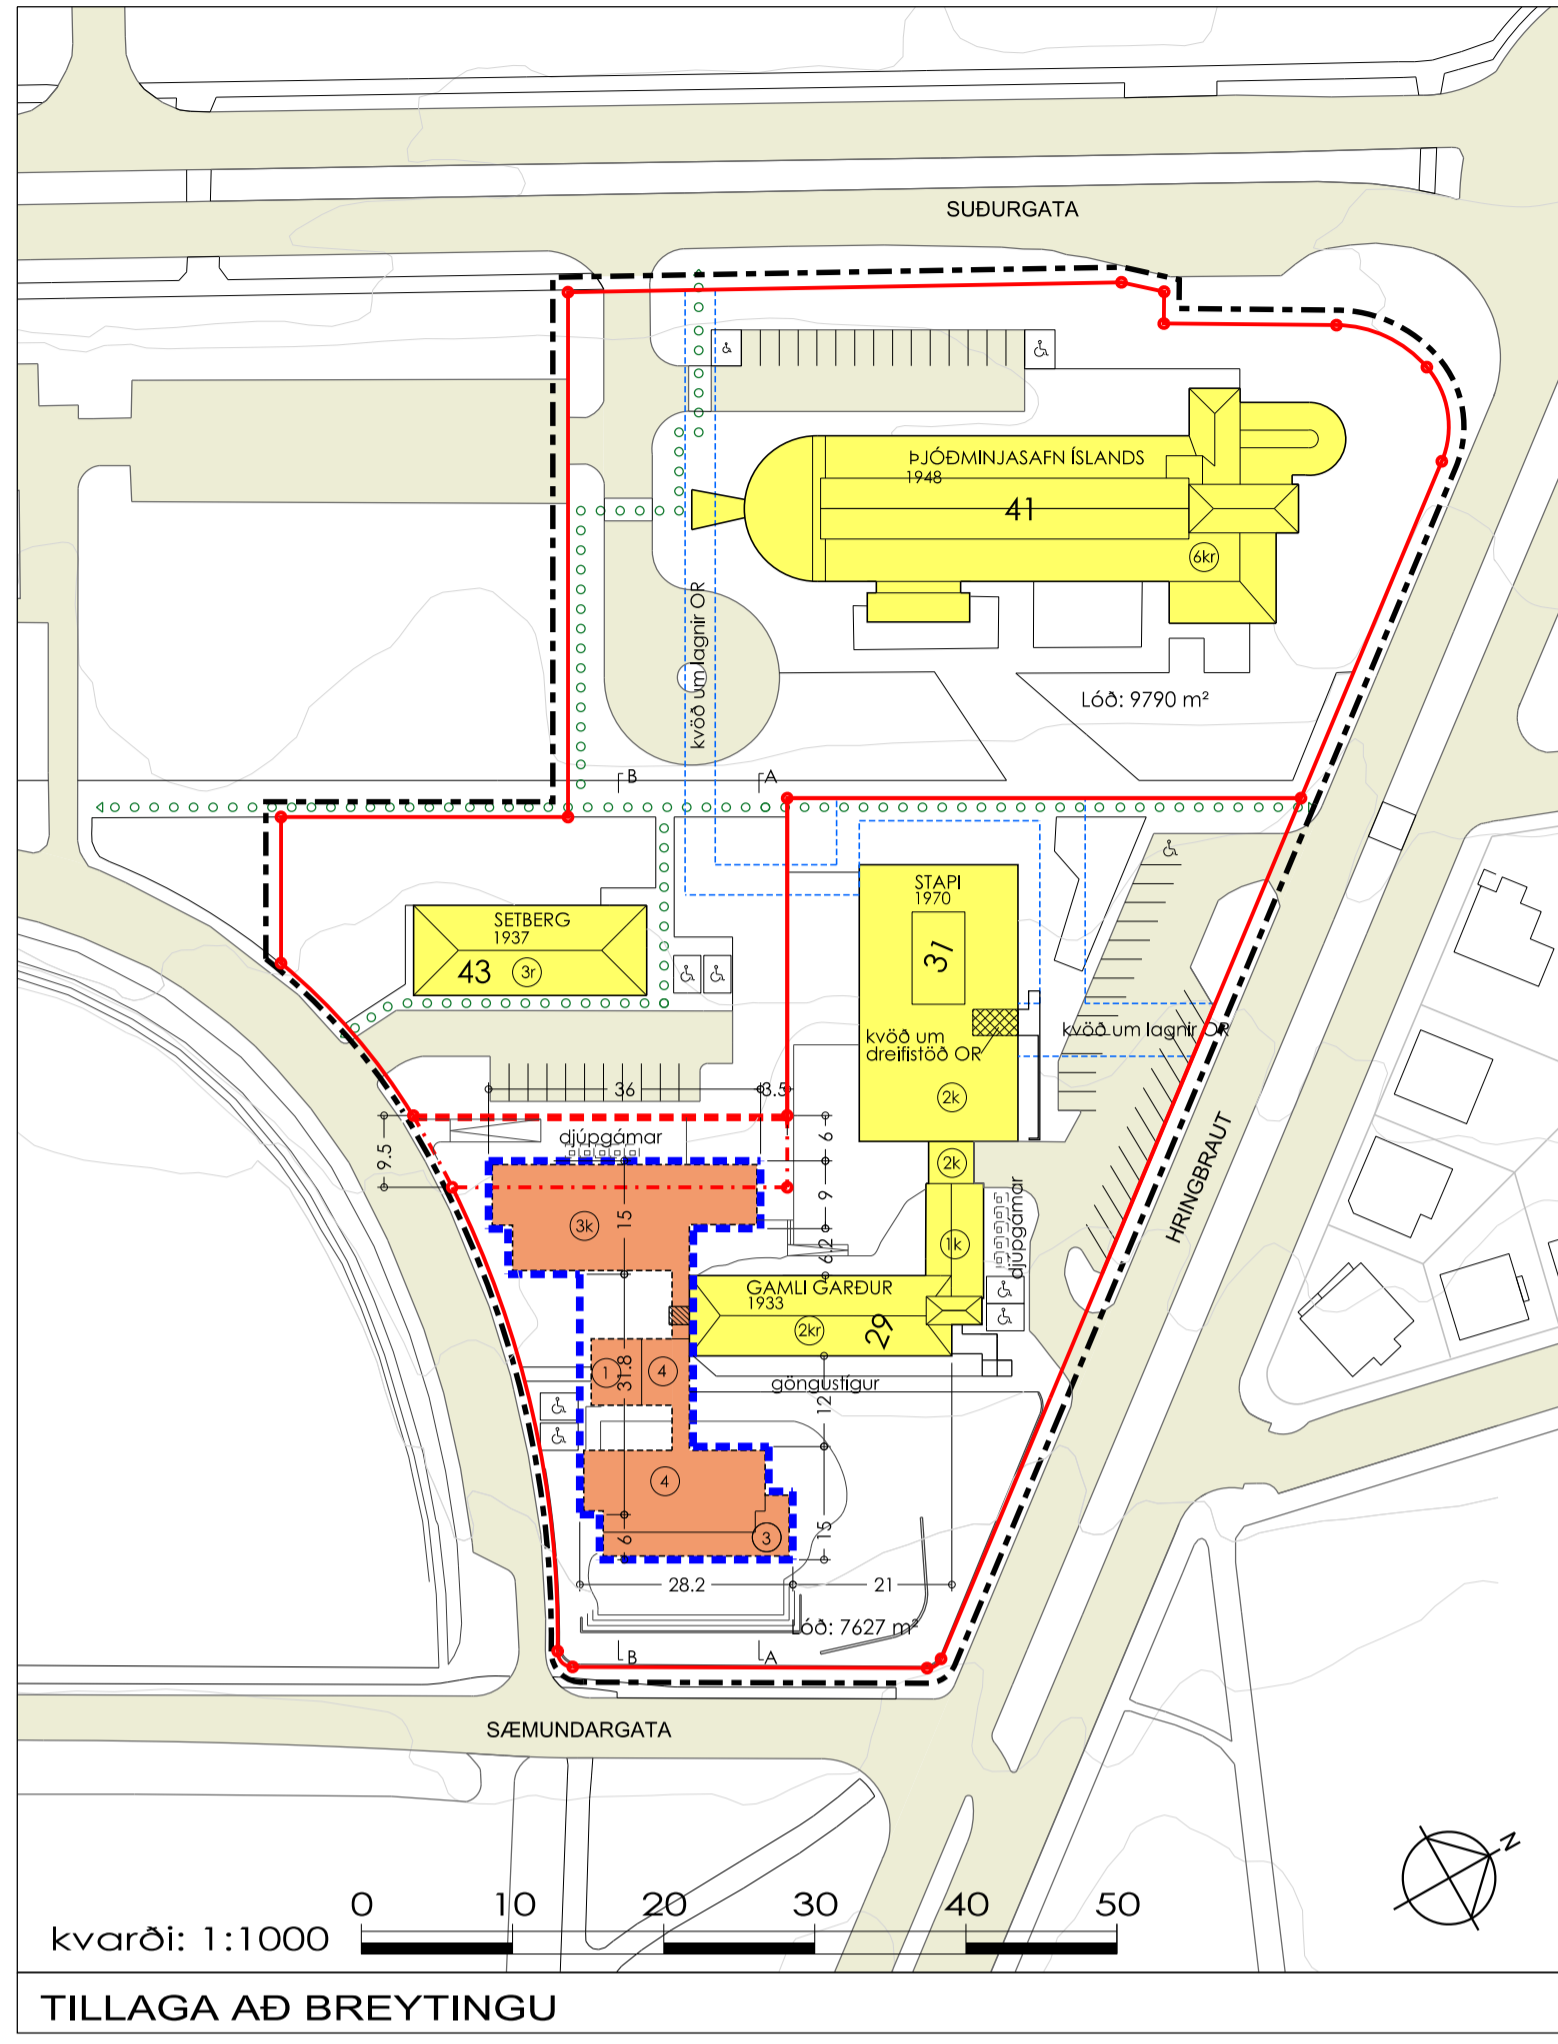 SUÐURGATA
ÞJÓÐMINJASAFN ÍSLANDS
1948
41
6kr
kvöð um lagnir OR
Lóð: 9790 m²
B
A
STAPI
1970
31
SETBERG
1937
43
3r
kvöð um
dreifistöð OR
kvöð um lagnir OR
2k
36
3.5
djúpgámar
9.5
6
2k
9
djúpgámar
HRINGBRAUT
3k
15
1k
6.2
GAMLI GARÐUR
1933
2kr
29
1
31.8
4
göngustígur
12
4
3
6
15
28.2
21
Lóð: 7627 m²
B
A
SÆMUNDARGATA
N
0 10 20 30 40 50
kvarði: 1:1000
TILLAGA AÐ BREYTINGU